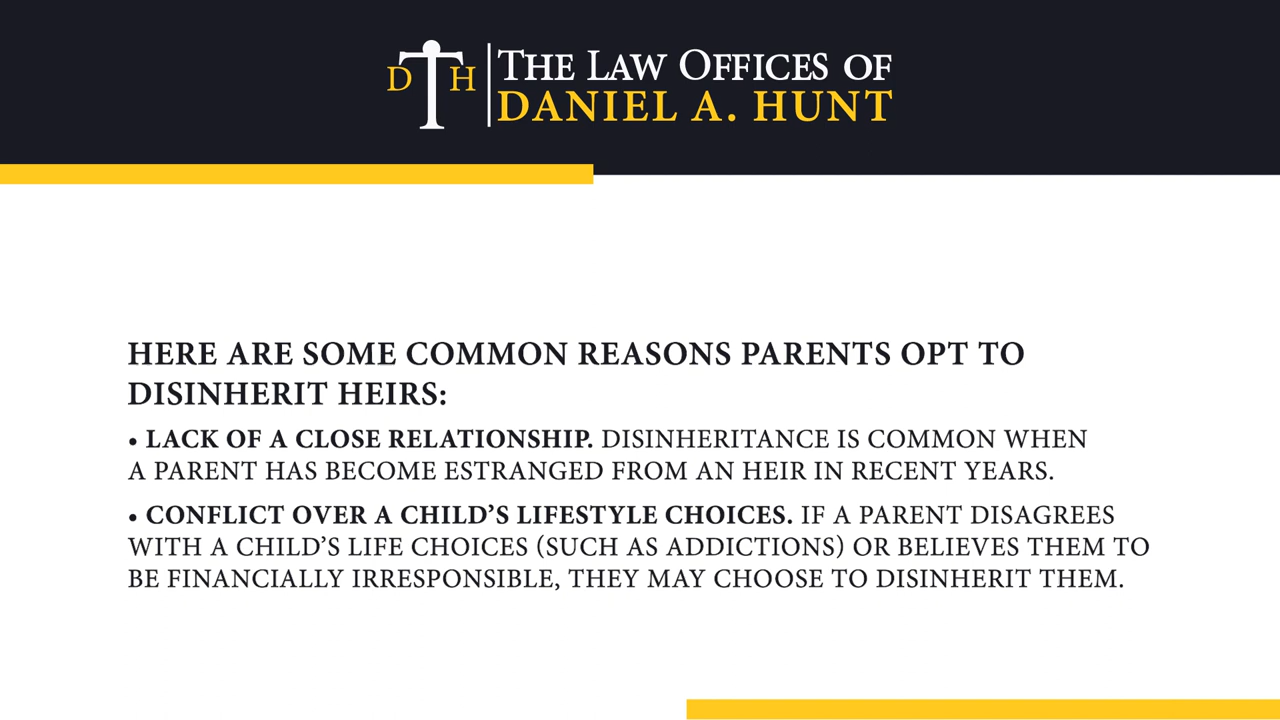 D H
THE LAW OFFICES OF
DANIEL A. HUNT
HERE ARE SOME COMMON REASONS PARENTS OPT TO
DISINHERIT HEIRS:
• LACK OF A CLOSE RELATIONSHIP. DISINHERITANCE IS COMMON WHEN
A PARENT HAS BECOME ESTRANGED FROM AN HEIR IN RECENT YEARS.
• CONFLICT OVER A CHILD’S LIFESTYLE CHOICES. IF A PARENT DISAGREES
WITH A CHILD’S LIFE CHOICES (SUCH AS ADDICTIONS) OR BELIEVES THEM TO
BE FINANCIALLY IRRESPONSIBLE, THEY MAY CHOOSE TO DISINHERIT THEM.